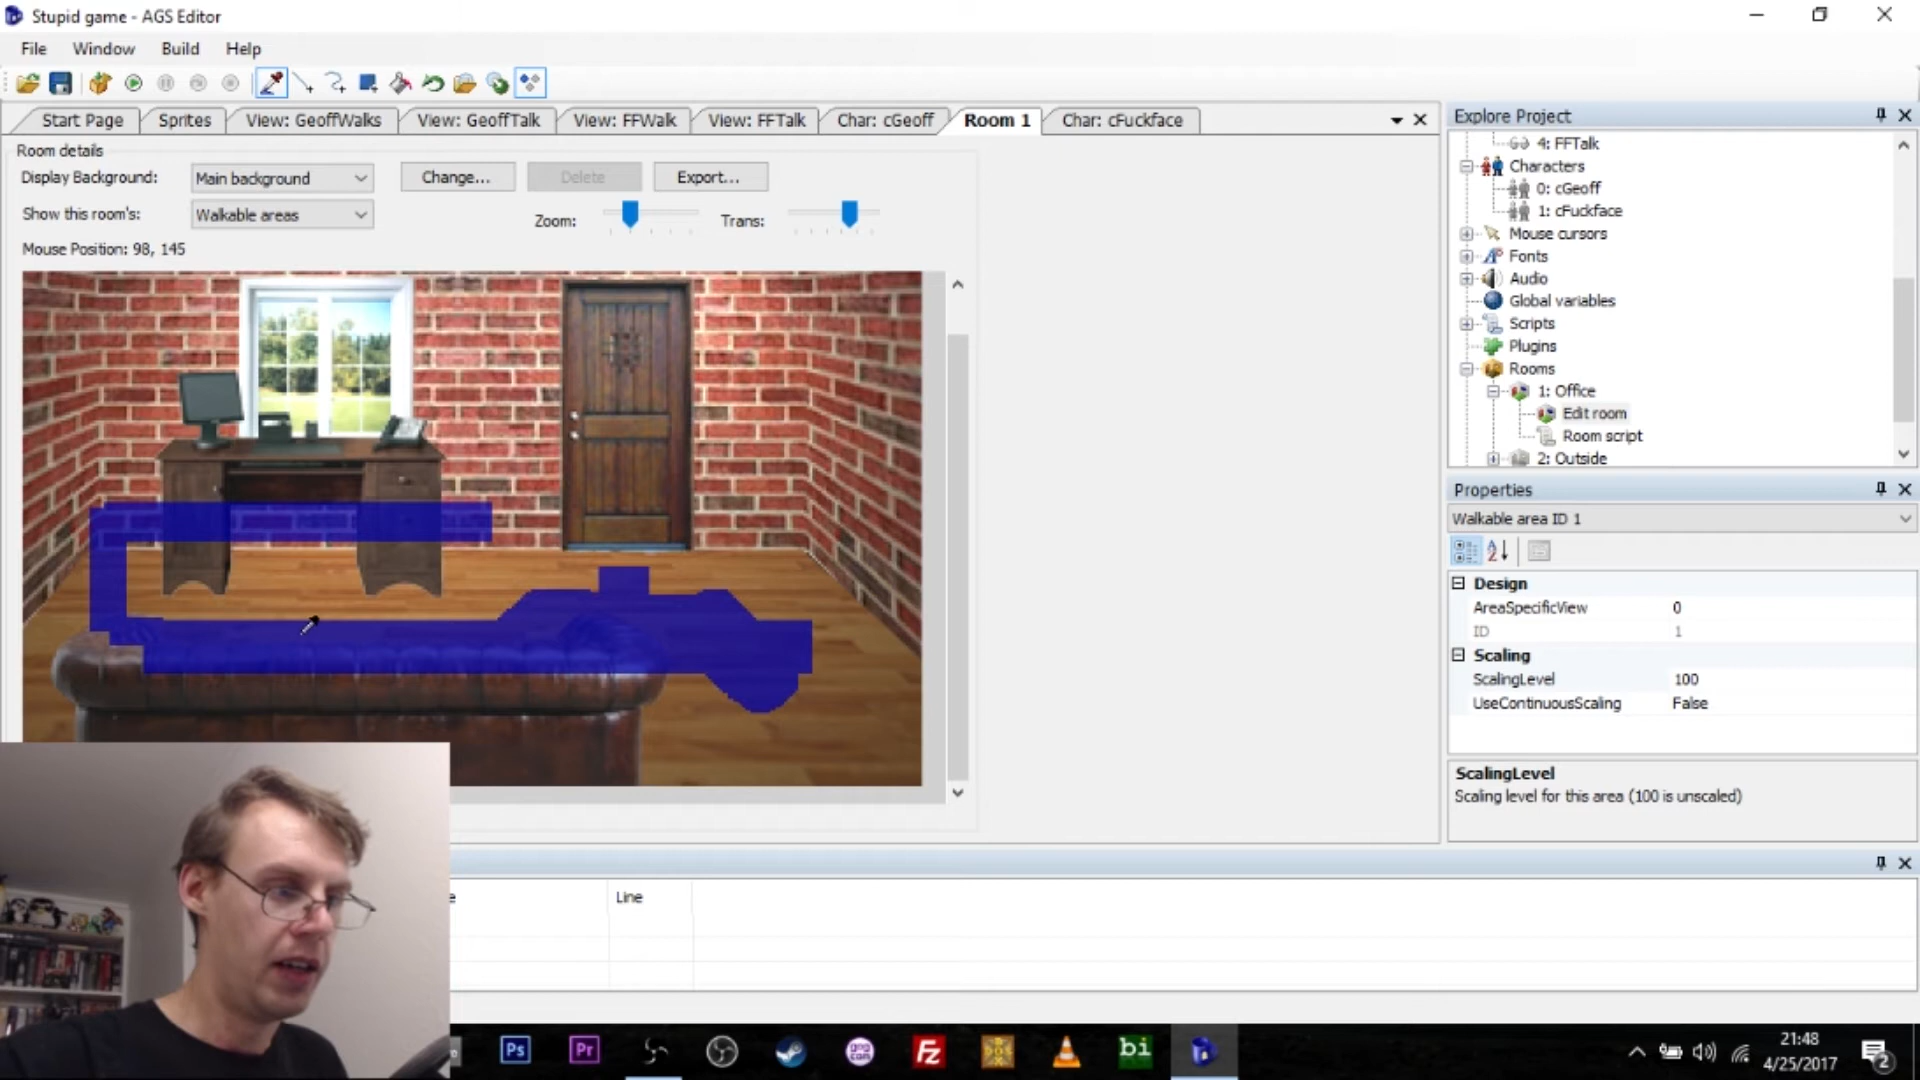 Stupid game - AGS Editor
File Window Build Help
Start Page Sprites View: GeoffWalks View: GeoffTalk View: FFWalk View: FFTalk Char: cGeoff Room 1 Char: cFuckface
Room details
Display Background: Main background Change... Delete Export...
Show this room's: Walkable areas Zoom: Trans:
Mouse Position: 98, 145
Explore Project
4: FFTalk
Characters
0: cGeoff
1: cFuckface
Mouse cursors
Fonts
Audio
Global variables
Scripts
Plugins
Rooms
1: Office
Edit room
Room script
2: Outside
Properties
Walkable area ID 1
Design
AreaSpecificView 0
ID 1
Scaling
ScalingLevel 100
UseContinuousScaling False
ScalingLevel
Scaling level for this area (100 is unscaled)
e Line
Ps Pr gog com Fz DOS bi
21:48
4/25/2017
2